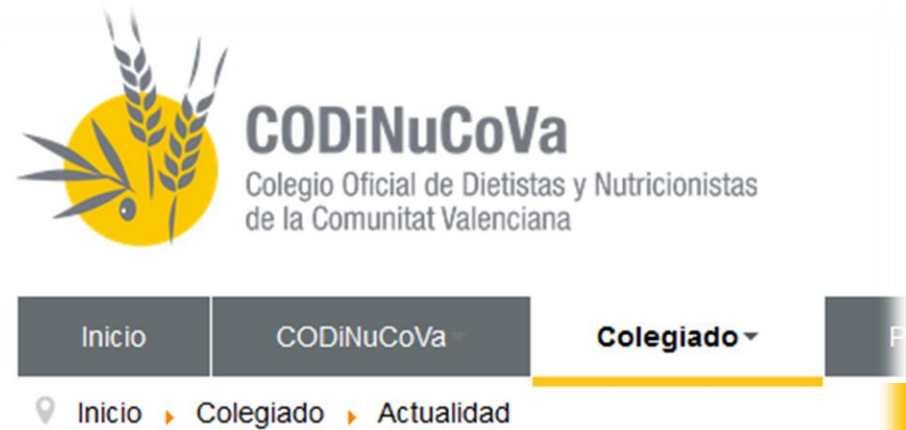 CODiNuCoVa
Colegio Oficial de Dietistas y Nutricionistas
de la Comunitat Valenciana
Inicio CODiNuCoVa Colegiado
Inicio Colegiado Actualidad